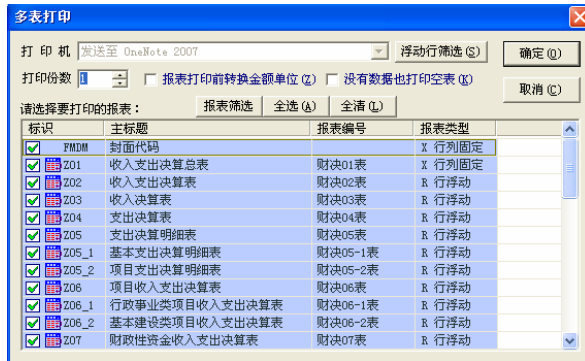 多表打印
打 印 机 发送至 OneNote 2007 浮动行筛选(S) 确定(O)
打印份数 1 报表打印前转换金额单位(Z) 没有数据也打印空表(K) 取消(C)
请选择要打印的报表： 报表筛选 全选(A) 全清(L)
标识 主标题 报表编号 报表类型
FMDM 封面代码 X 行列固定
Z01 收入支出决算总表 财决01表 X 行列固定
Z02 收入支出决算表 财决02表 R 行浮动
Z03 收入决算表 财决03表 R 行浮动
Z04 支出决算表 财决04表 R 行浮动
Z05 支出决算明细表 财决05表 R 行浮动
Z05_1 基本支出决算明细表 财决05-1表 R 行浮动
Z05_2 项目支出决算明细表 财决05-2表 R 行浮动
Z06 项目收入支出决算表 财决06表 R 行浮动
Z06_1 行政事业类项目收入支出决算表 财决06-1表 R 行浮动
Z06_2 基本建设类项目收入支出决算表 财决06-2表 R 行浮动
Z07 财政性资金收入支出决算表 财决07表 R 行浮动